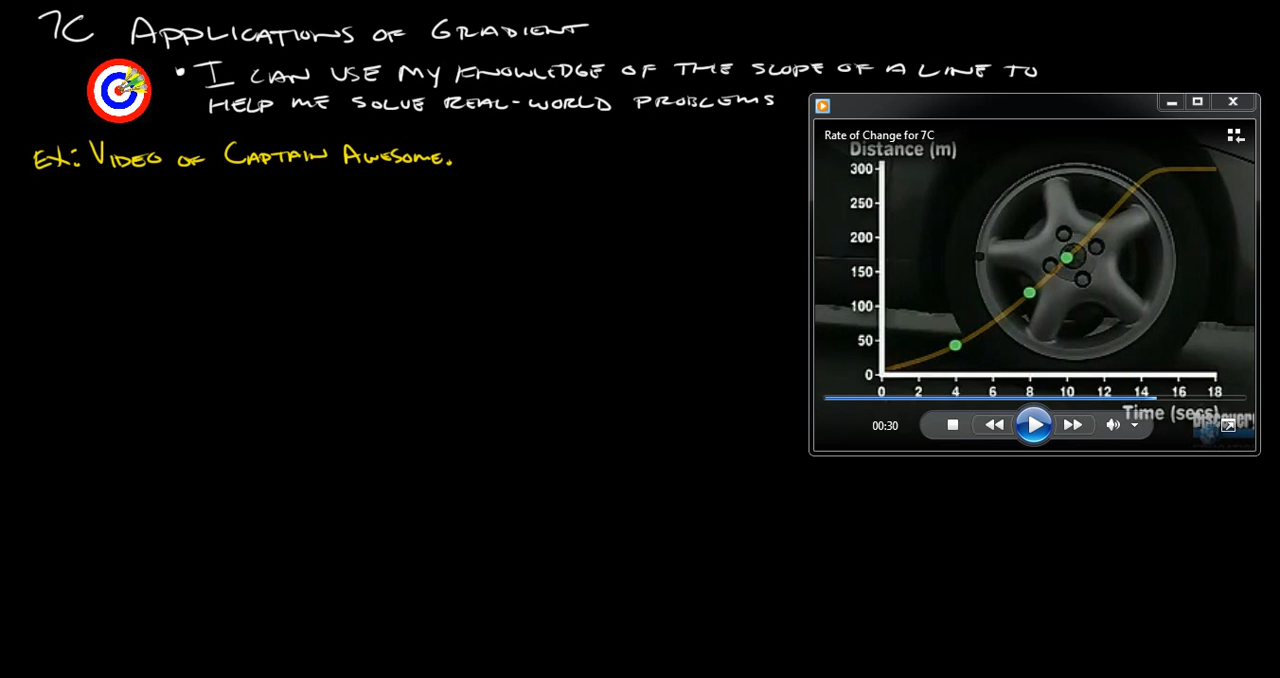 7C APPLICATIONS OF GRADIENT
• I CAN USE MY KNOWLEDGE OF THE SLOPE OF A LINE TO
HELP ME SOLVE REAL-WORLD PROBLEMS
EX: VIDEO OF CAPTAIN AWESOME.
Rate of Change for 7C
Distance (m)
300
250
200
150
100
50
0
0 2 4 6 8 10 12 14 16 18
Time (secs)
Discovery
00:30